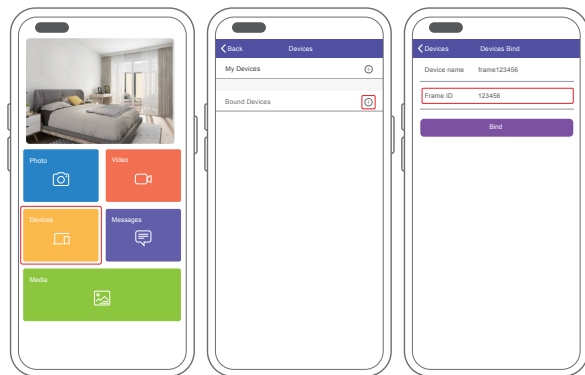 Photo
Video
Devices
Messages
Media
Back Devices
My Devices
Bound Devices
Devices Devices Bind
Device name frame123456
Frame ID 123456
Bind